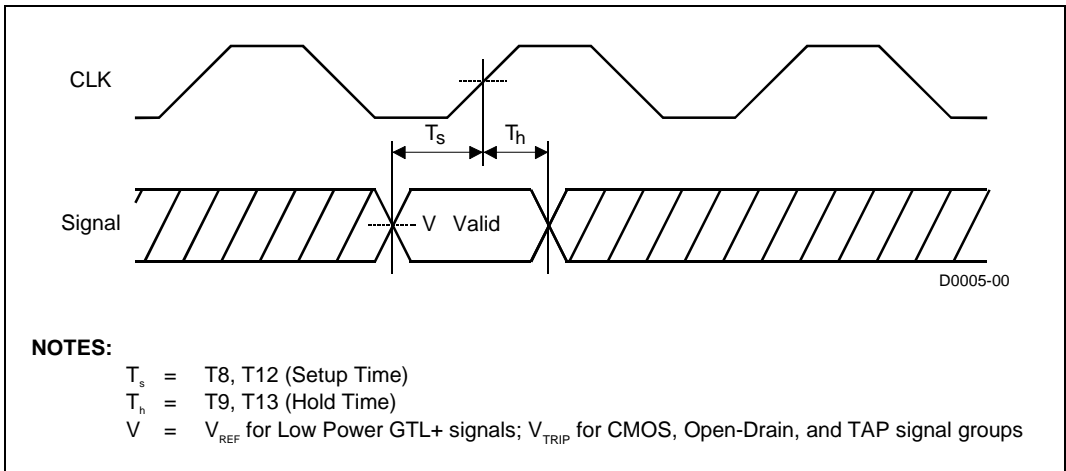 CLK
Ts Th
Signal
V Valid
D0005-00
NOTES:
Ts = T8, T12 (Setup Time)
Th = T9, T13 (Hold Time)
V = VREF for Low Power GTL+ signals; VTRIP for CMOS, Open-Drain, and TAP signal groups